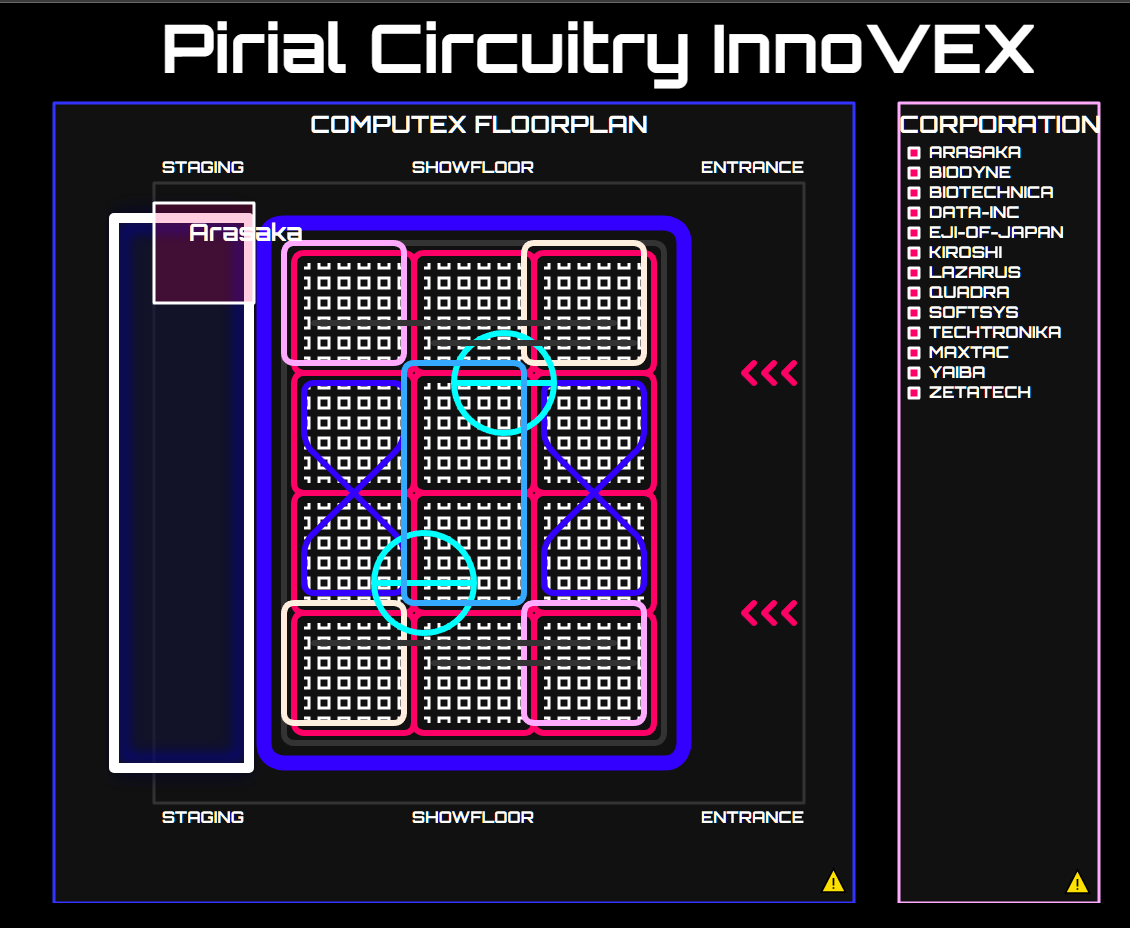 Pirial Circuitry InnoVEX
COMPUTEX FLOORPLAN
STAGING SHOWFLOOR ENTRANCE
Arasaka
STAGING SHOWFLOOR ENTRANCE
CORPORATION
ARASAKA
BIODYNE
BIOTECHNICA
DATA-INC
EJI-OF-JAPAN
KIROSHI
LAZARUS
QUADRA
SOFTSYS
TECHTRONIKA
MAXTAC
YAIBA
ZETATECH